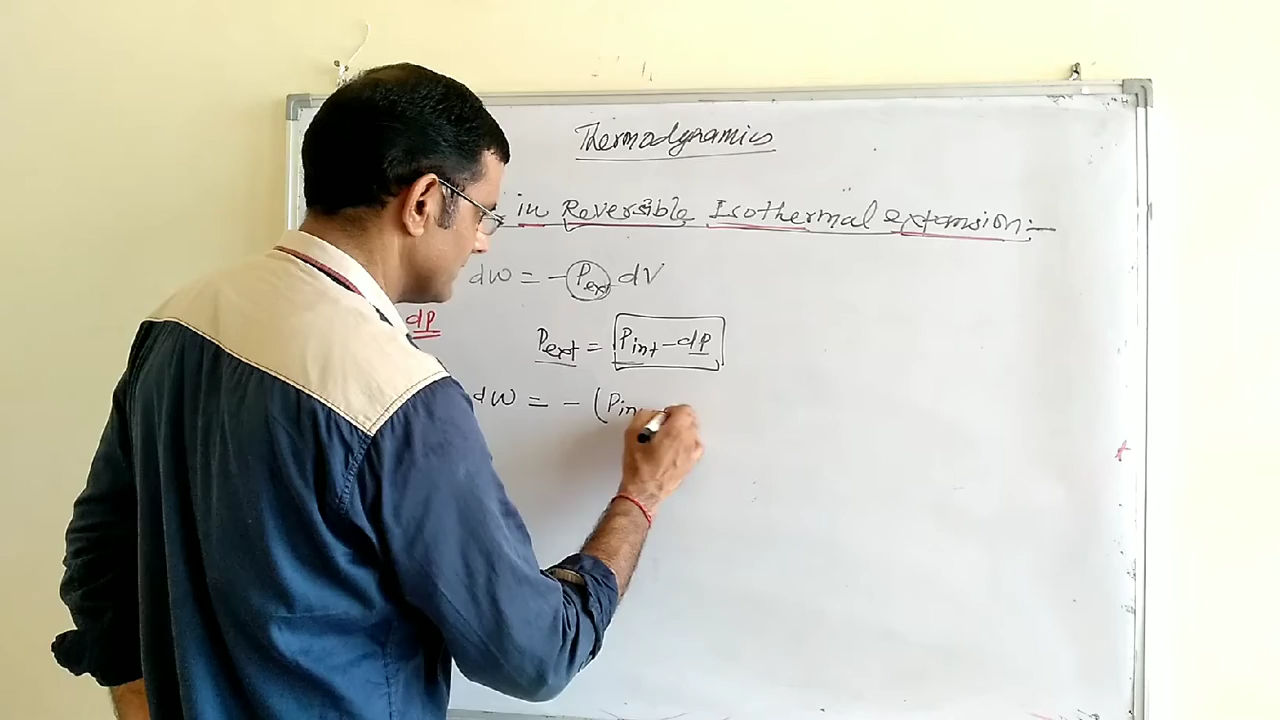 Thermodynamics
in Reversible Isothermal expansion:-
dW = -Pext dV
dP
Pext = Pint - dP
dW = - (Pin